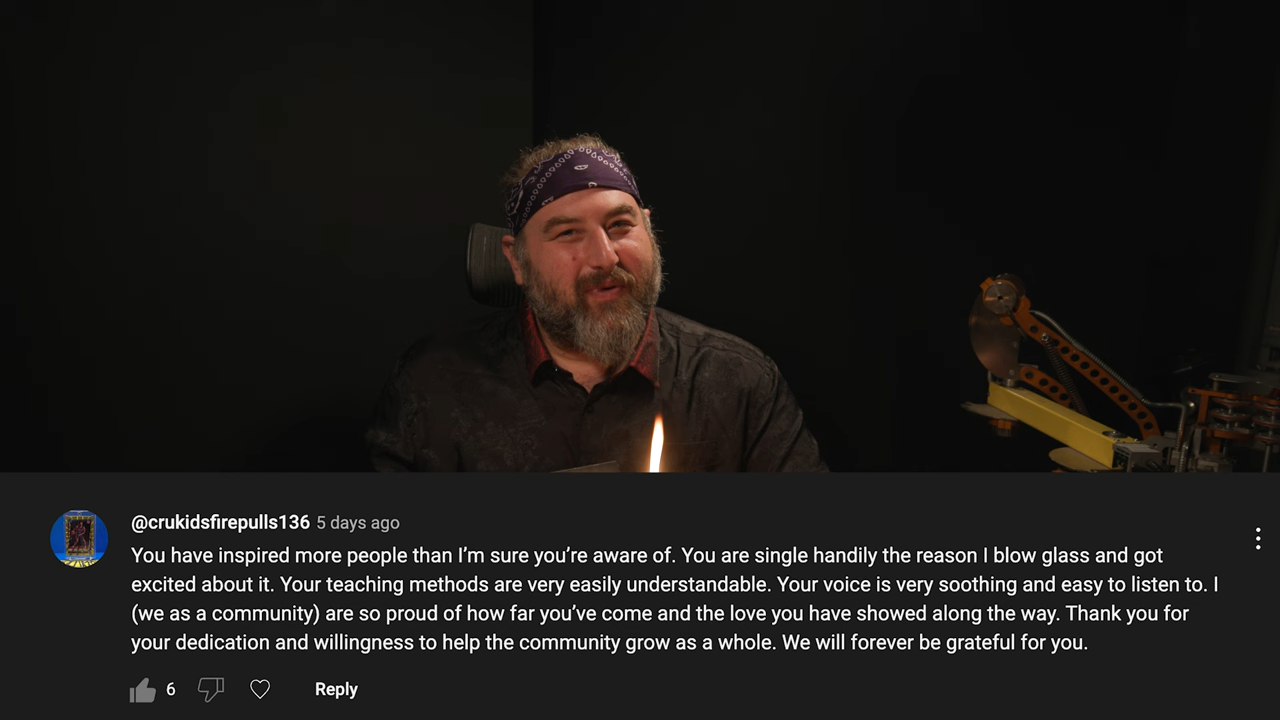 @crukidsfirepulls136 5 days ago
You have inspired more people than I’m sure you’re aware of. You are single handily the reason I blow glass and got
excited about it. Your teaching methods are very easily understandable. Your voice is very soothing and easy to listen to. I
(we as a community) are so proud of how far you’ve come and the love you have showed along the way. Thank you for
your dedication and willingness to help the community grow as a whole. We will forever be grateful for you.
6 Reply